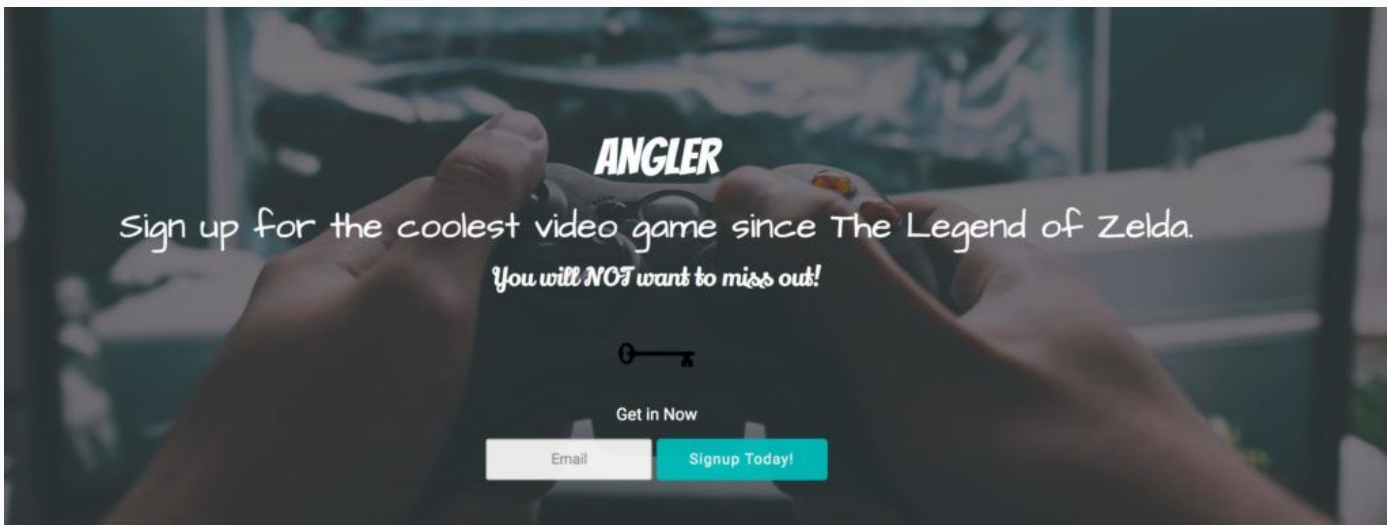 ANGLER
Sign up for the coolest video game since The Legend of Zelda.
You will NOT want to miss out!
Get in Now
Email
Signup Today!